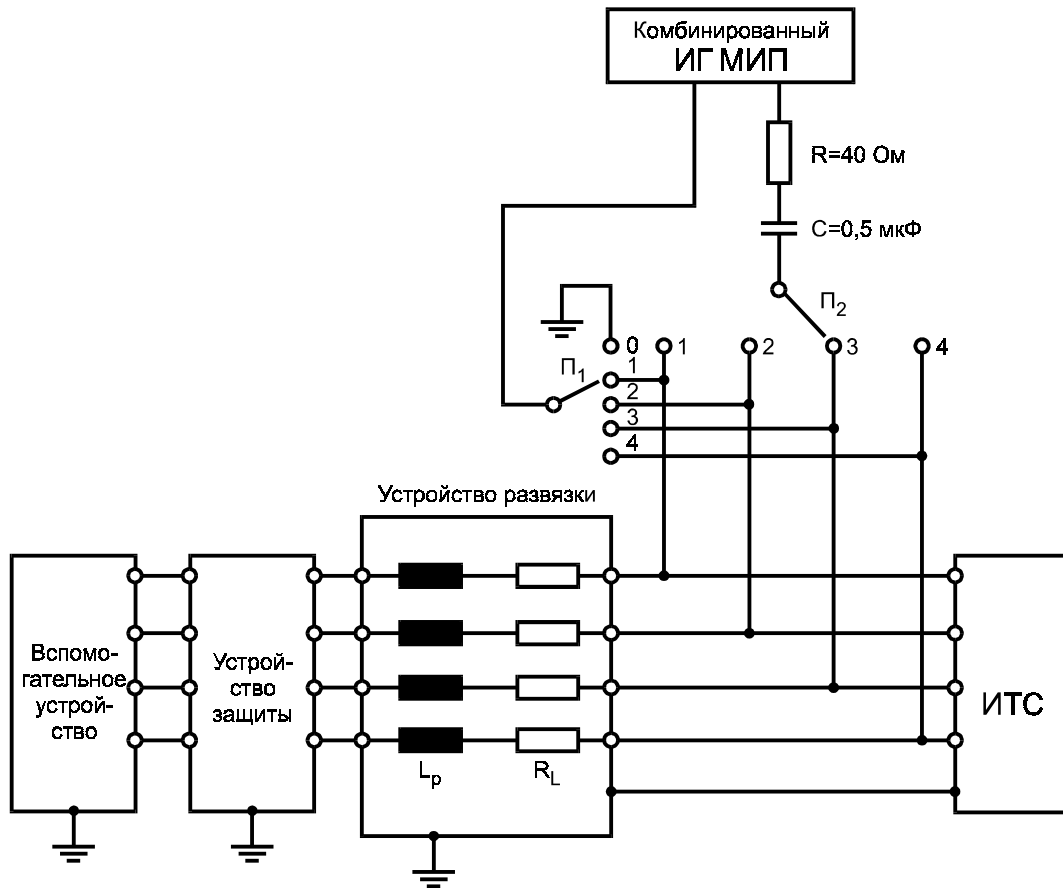 Комбинированный
ИГ МИП
R=40 Ом
C=0,5 мкФ
П2
0
1
2
3
4
П1
1
2
3
4
Устройство развязки
Вспомо-
гательное
устрой-
ство
Устрой-
ство
защиты
Lр
RL
ИТС